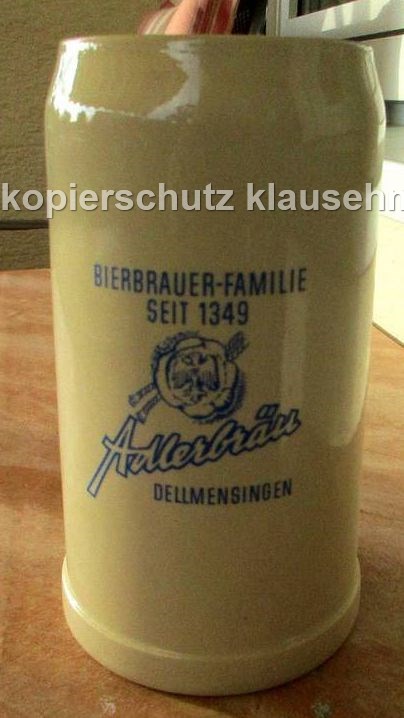 kopierschutz klausehm
BIERBRAUER-FAMILIE
SEIT 1349
Adlerbräu
DELLMENSINGEN